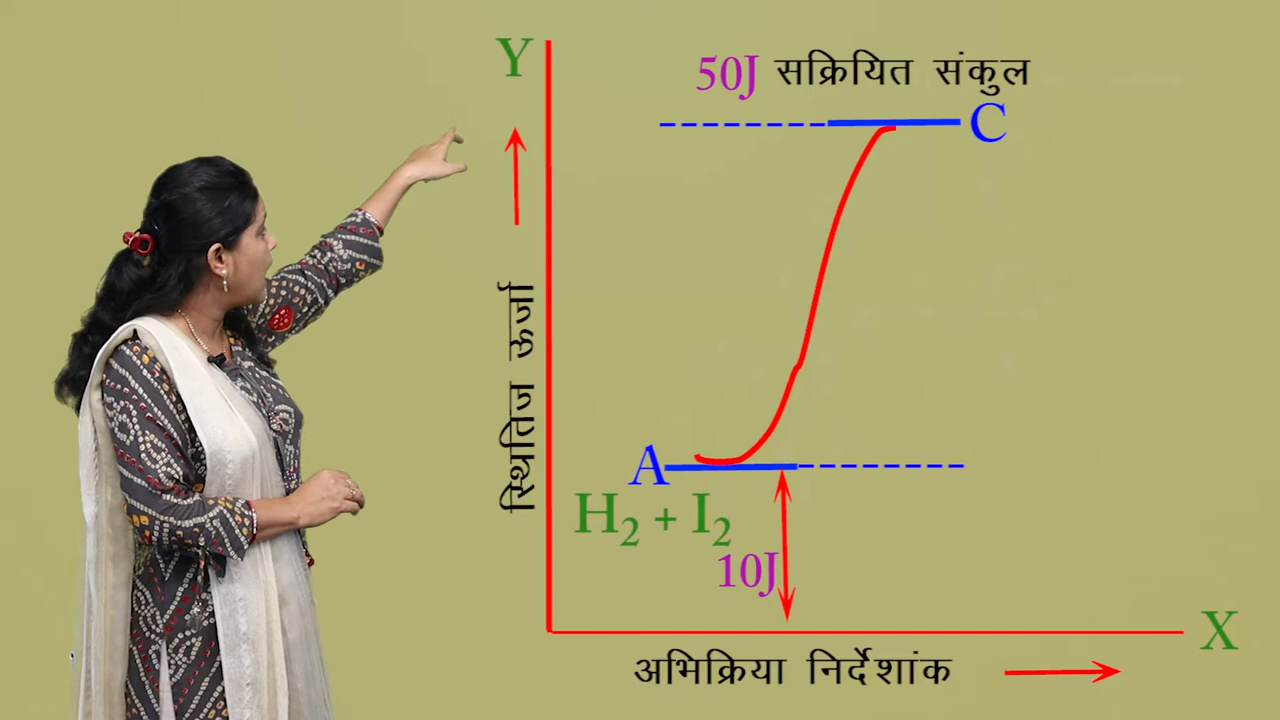 Y
50J सक्रियित संकुल
C
स्थितिज ऊर्जा
A
H₂ + I₂
10J
X
अभिक्रिया निर्देशांक